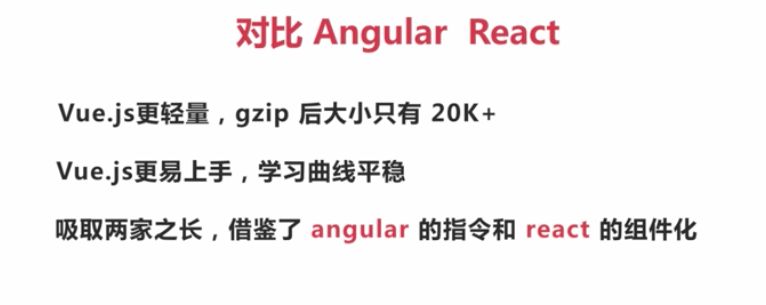 对比 Angular React
Vue.js更轻量，gzip 后大小只有 20K+
Vue.js更易上手，学习曲线平稳
吸取两家之长，借鉴了 angular 的指令和 react 的组件化